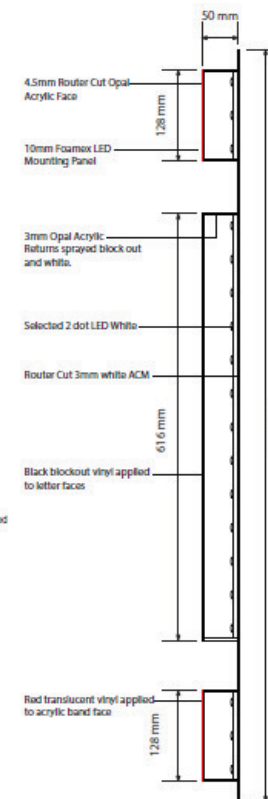 50 mm
4.5mm Router Cut Opal
Acrylic Face
128 mm
10mm Foamex LED
Mounting Panel
3mm Opal Acrylic
Returns sprayed block out
and white.
Selected 2 dot LED White
Router Cut 3mm white ACM
616 mm
Black blockout vinyl applied
to letter faces
Red translucent vinyl applied
to acrylic band face
128 mm